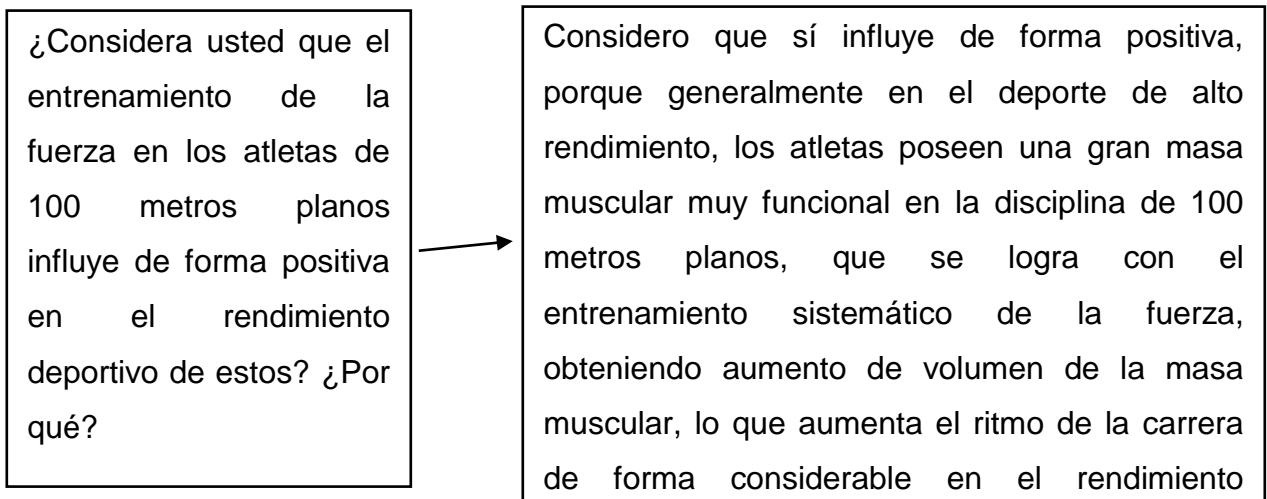 ¿Considera usted que el
entrenamiento de la
fuerza en los atletas de
100 metros planos
influye de forma positiva
en el rendimiento
deportivo de estos? ¿Por
qué?
Considero que sí influye de forma positiva,
porque generalmente en el deporte de alto
rendimiento, los atletas poseen una gran masa
muscular muy funcional en la disciplina de 100
metros planos, que se logra con el
entrenamiento sistemático de la fuerza,
obteniendo aumento de volumen de la masa
muscular, lo que aumenta el ritmo de la carrera
de forma considerable en el rendimiento